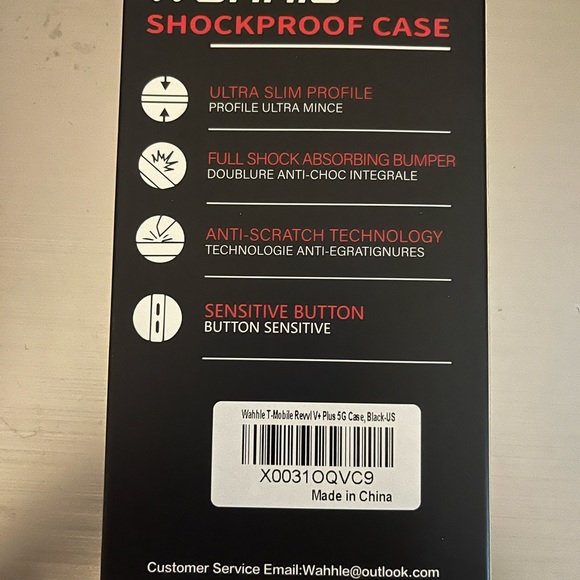 Wahhle
SHOCKPROOF CASE
ULTRA SLIM PROFILE
PROFILE ULTRA MINCE
FULL SHOCK ABSORBING BUMPER
DOUBLURE ANTI-CHOC INTEGRALE
ANTI-SCRATCH TECHNOLOGY
TECHNOLOGIE ANTI-EGRATIGNURES
SENSITIVE BUTTON
BUTTON SENSITIVE
Wahhle T-Mobile Revvl V+ Plus 5G Case, Black-US
X0031OQVC9
Made in China
Customer Service Email:Wahhle@outlook.com